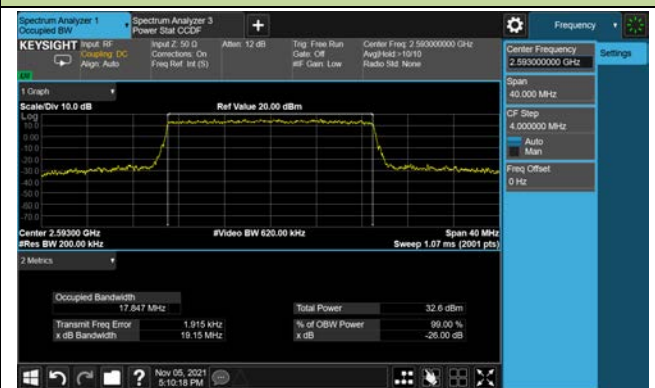 Spectrum Analyzer 1
Occupied BW
Spectrum Analyzer 3
Power Stat CCDF
+
Frequency
KEYSIGHT
Input: RF
Coupling: DC
Align: Auto
Input Z: 50 Ω
Corrections: On
Freq Ref: Int (S)
Atten: 12 dB
Trig: Free Run
Gate: Off
#IF Gain: Low
Center Freq: 2.593000000 GHz
Avg|Hold:>10/10
Radio Std: None
Center Frequency
2.593000000 GHz
Settings
Span
40.000 MHz
CF Step
4.000000 MHz
Auto
Man
Freq Offset
0 Hz
1 Graph
Scale/Div 10.0 dB
Ref Value 20.00 dBm
Log
10.0
0.00
-10.0
-20.0
-30.0
-40.0
-50.0
-60.0
-70.0
Center 2.59300 GHz
#Video BW 620.00 kHz
Span 40 MHz
#Res BW 200.00 kHz
Sweep 1.07 ms (2001 pts)
2 Metrics
Occupied Bandwidth
17.847 MHz
Total Power
32.6 dBm
Transmit Freq Error
1.915 kHz
% of OBW Power
99.00 %
x dB Bandwidth
19.15 MHz
x dB
-26.00 dB
?
Nov 05, 2021
5:10:18 PM